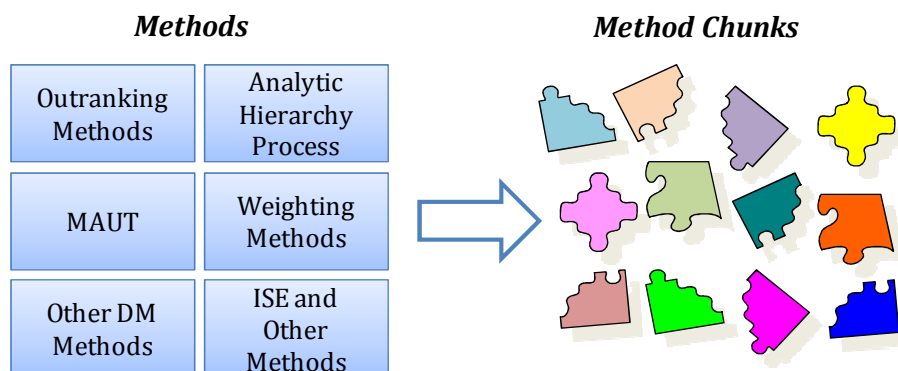 Methods
Method Chunks
Outranking
Methods
Analytic
Hierarchy
Process
MAUT
Weighting
Methods
Other DM
Methods
ISE and
Other
Methods